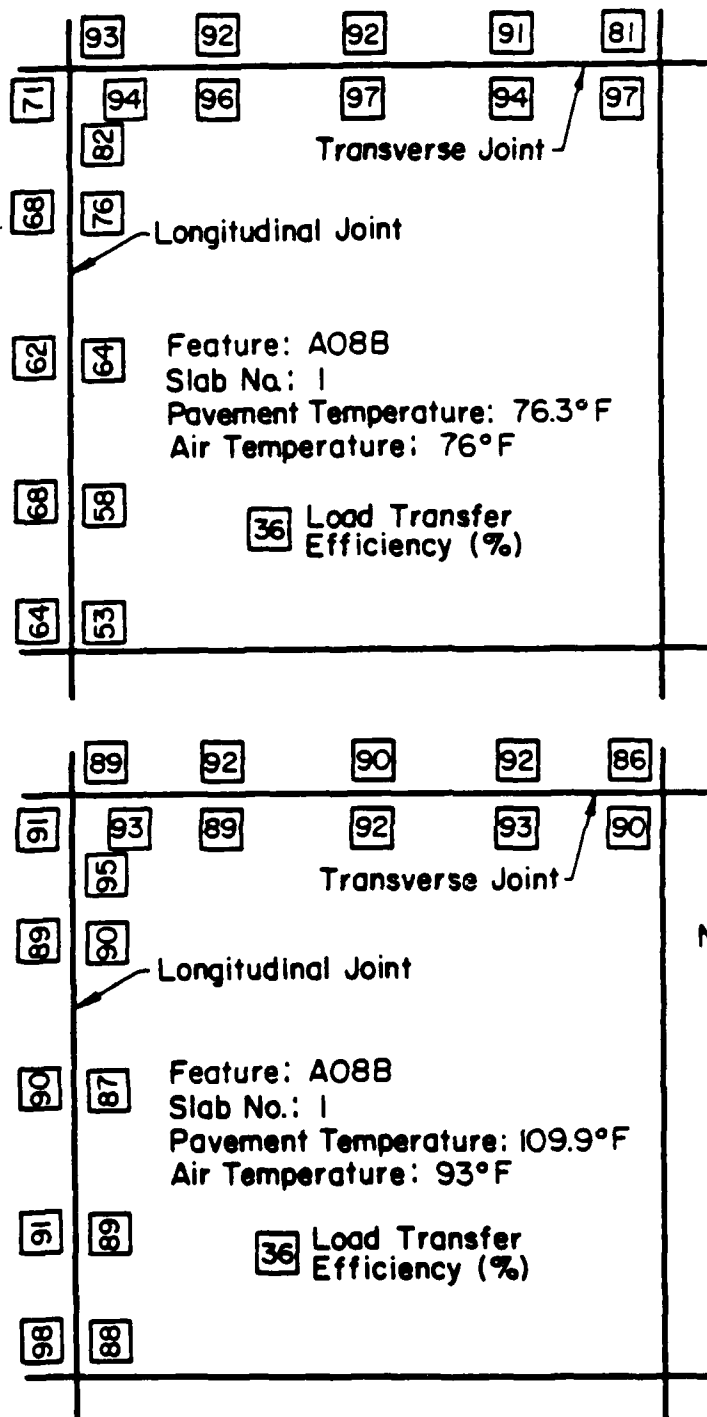 93 92 92 91 81
71 94 96 97 94 97
82
Transverse Joint
68 76
Longitudinal Joint
62 64
Feature: A08B
Slab No.: 1
Pavement Temperature: 76.3°F
Air Temperature: 76°F
68 58
36 Load Transfer
Efficiency (%)
64 53
89 92 90 92 86
91 93 89 92 93 90
95
Transverse Joint
89 90
N
Longitudinal Joint
90 87
Feature: A08B
Slab No.: 1
Pavement Temperature: 109.9°F
Air Temperature: 93°F
91 89
36 Load Transfer
Efficiency (%)
98 88